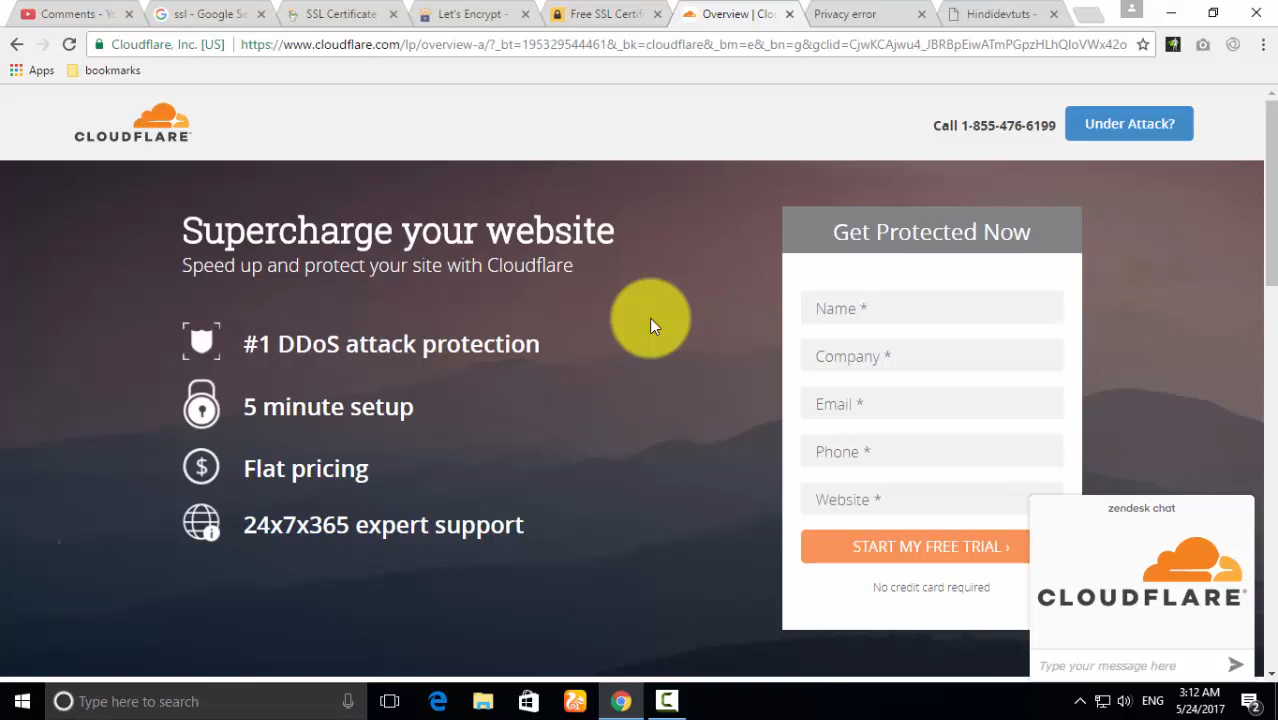 Comments - Yo
ssl - Google Se
SSL Certificate
Let's Encrypt -
Free SSL Certifi
Overview | Clou
Privacy error
Hindidevtuts –
Cloudflare, Inc. [US]
https://www.cloudflare.com/lp/overview-a/?_bt=195329544461&_bk=cloudflare&_bm=e&_bn=g&gclid=CjwKCAjwu4_JBRBpEiwATmPGpzHLhQIoVWx42o
Apps
bookmarks
CLOUDFLARE
Call 1-855-476-6199
Under Attack?
Supercharge your website
Speed up and protect your site with Cloudflare
#1 DDoS attack protection
5 minute setup
Flat pricing
24x7x365 expert support
Get Protected Now
Name *
Company *
Email *
Phone *
Website *
START MY FREE TRIAL ›
No credit card required
zendesk chat
CLOUDFLARE
Type your message here
Type here to search
ENG
3:12 AM
5/24/2017
2